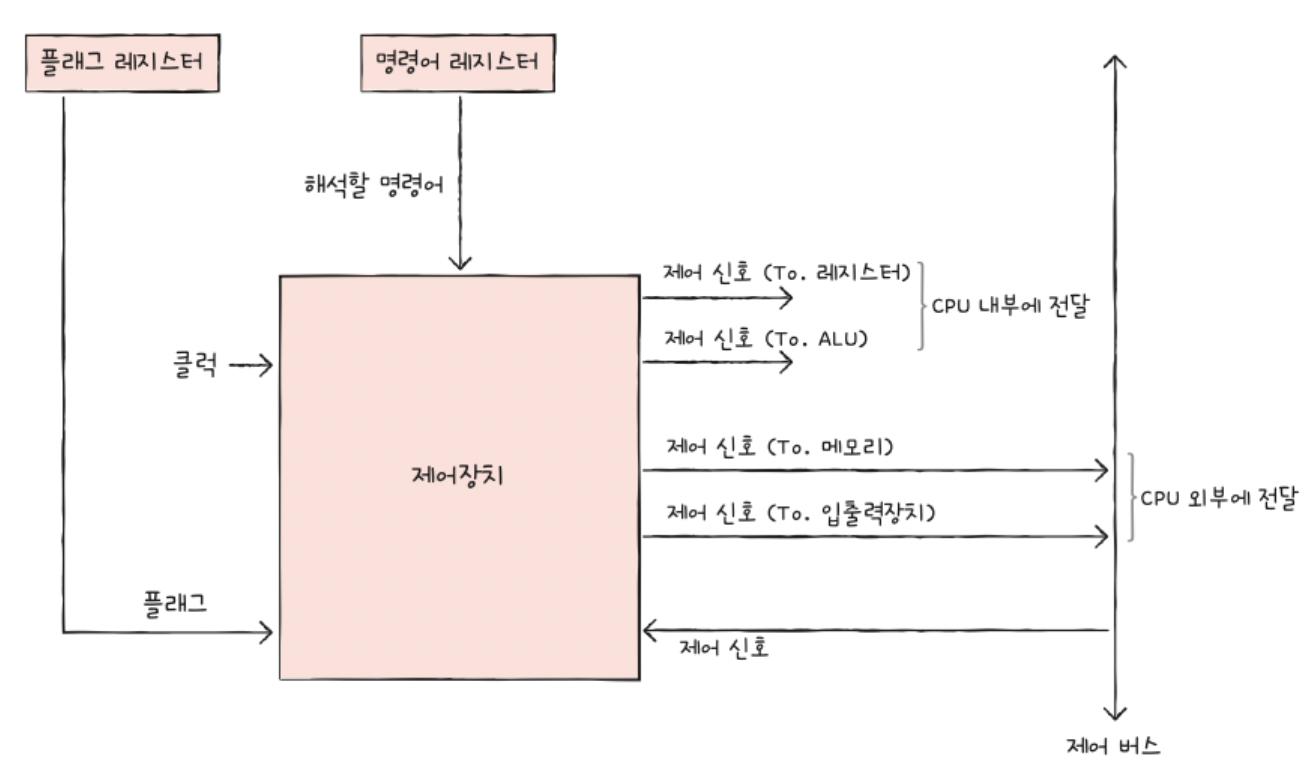 플래그 레지스터
명령어 레지스터
해석할 명령어
제어 신호 (To. 레지스터)
CPU 내부에 전달
제어 신호 (To. ALU)
클럭
제어 신호 (To. 메모리)
제어장치
CPU 외부에 전달
제어 신호 (To. 입출력장치)
플래그
제어 신호
제어 버스